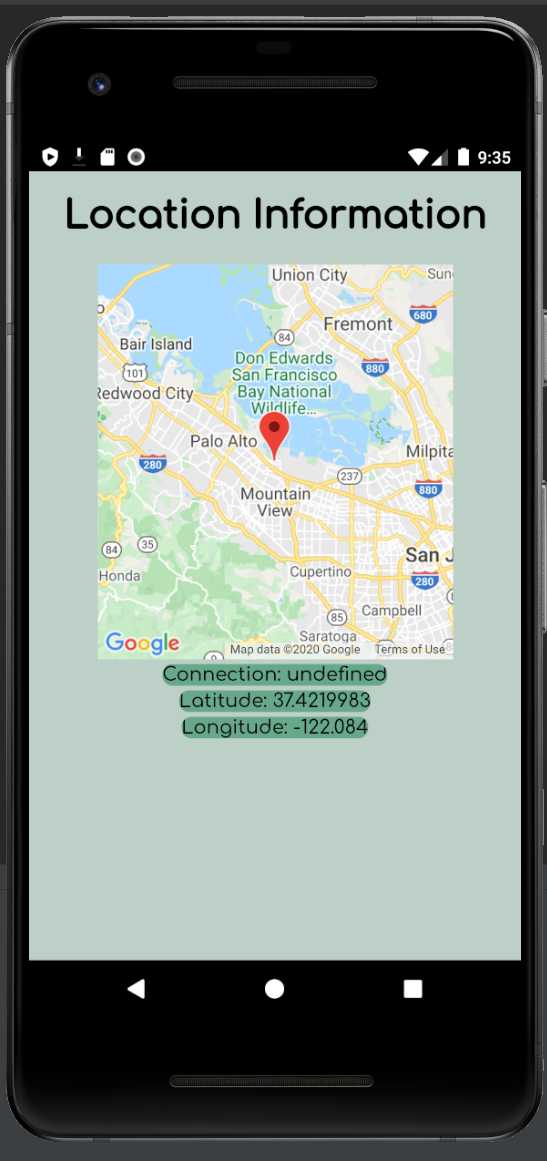 9:35
Location Information
Union City
Sun
680
Fremont
84
Bair Island
880
101
Don Edwards
San Francisco
Bay National
Wildlife...
Redwood City
Palo Alto
Milpita
280
237
880
Mountain
View
84
35
San J
Honda
Cupertino
280
85
Campbell
Saratoga
Google
Map data ©2020 Google
Terms of Use
Connection: undefined
Latitude: 37.4219983
Longitude: -122.084